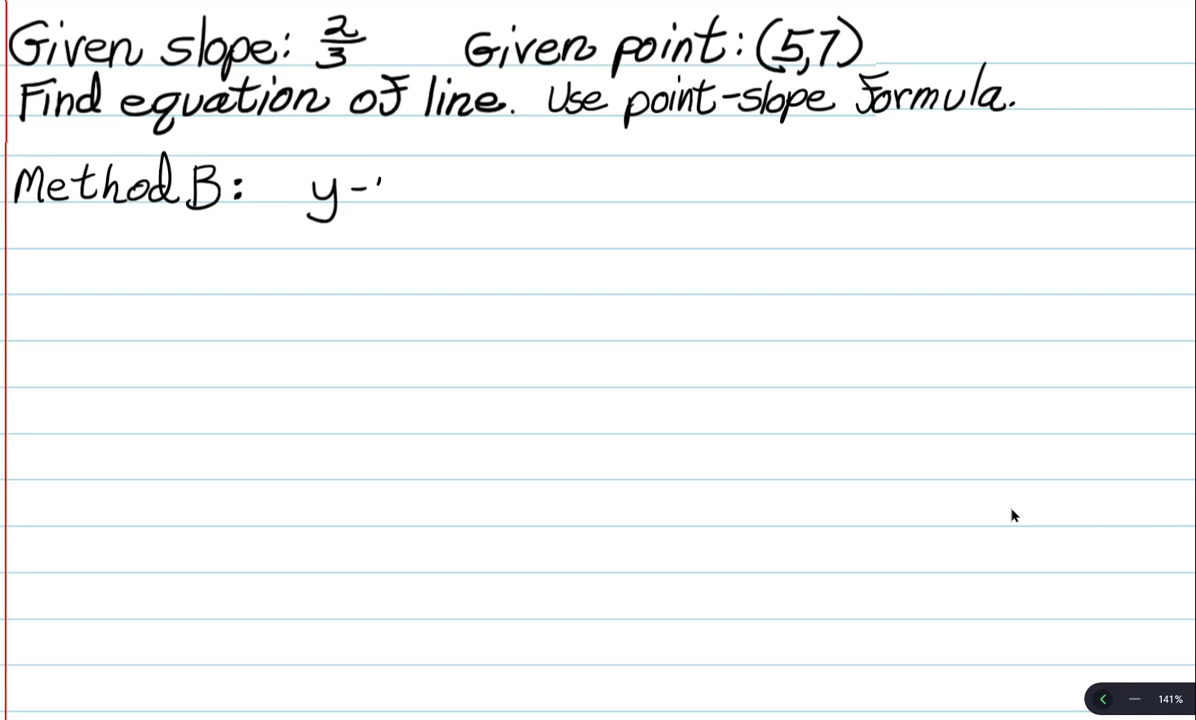 Given slope: 2/3 Given point: (5,7)
Find equation of line. Use point-slope formula.
Method B: y-'
141%